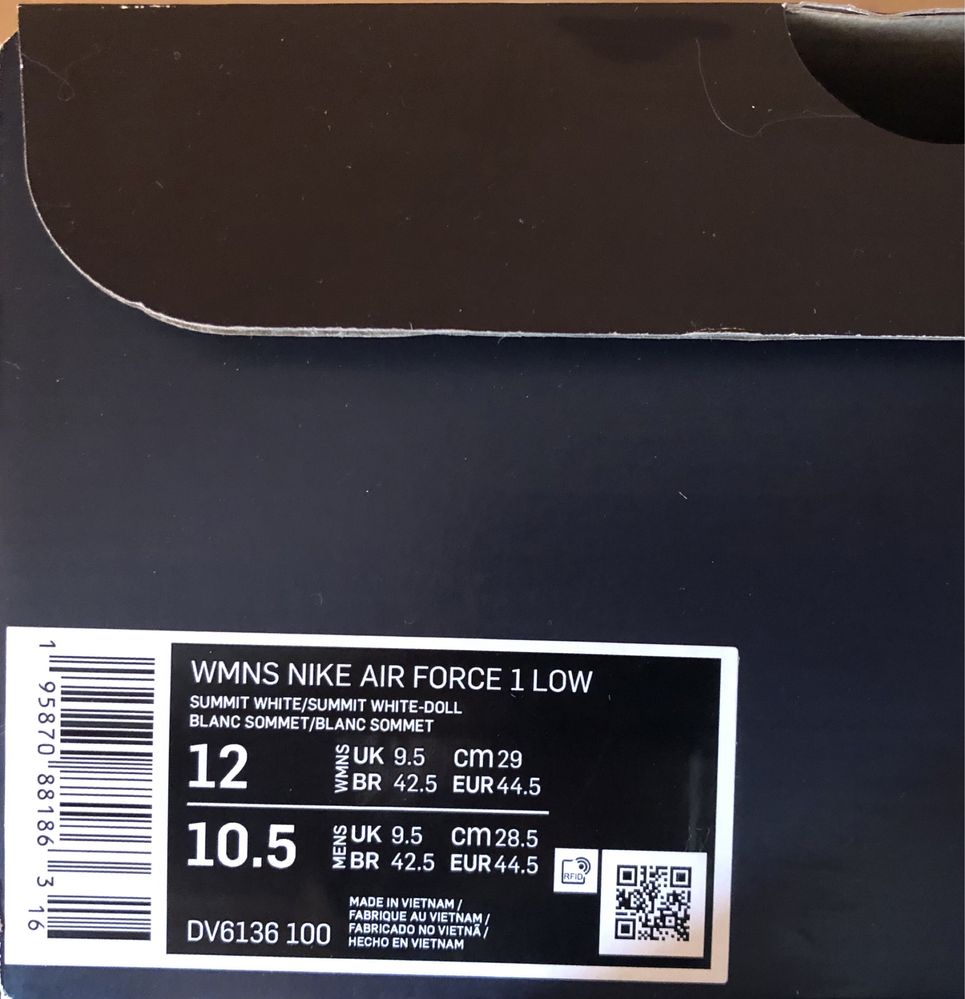 1 95870 88186 3 16
WMNS NIKE AIR FORCE 1 LOW
SUMMIT WHITE/SUMMIT WHITE-DOLL
BLANC SOMMET/BLANC SOMMET
12 WMNS UK 9.5 cm 29
BR 42.5 EUR 44.5
10.5 MENS UK 9.5 cm 28.5
BR 42.5 EUR 44.5
RFID
DV6136 100
MADE IN VIETNAM /
FABRIQUE AU VIETNAM /
FABRICADO NO VIETNÃ /
HECHO EN VIETNAM